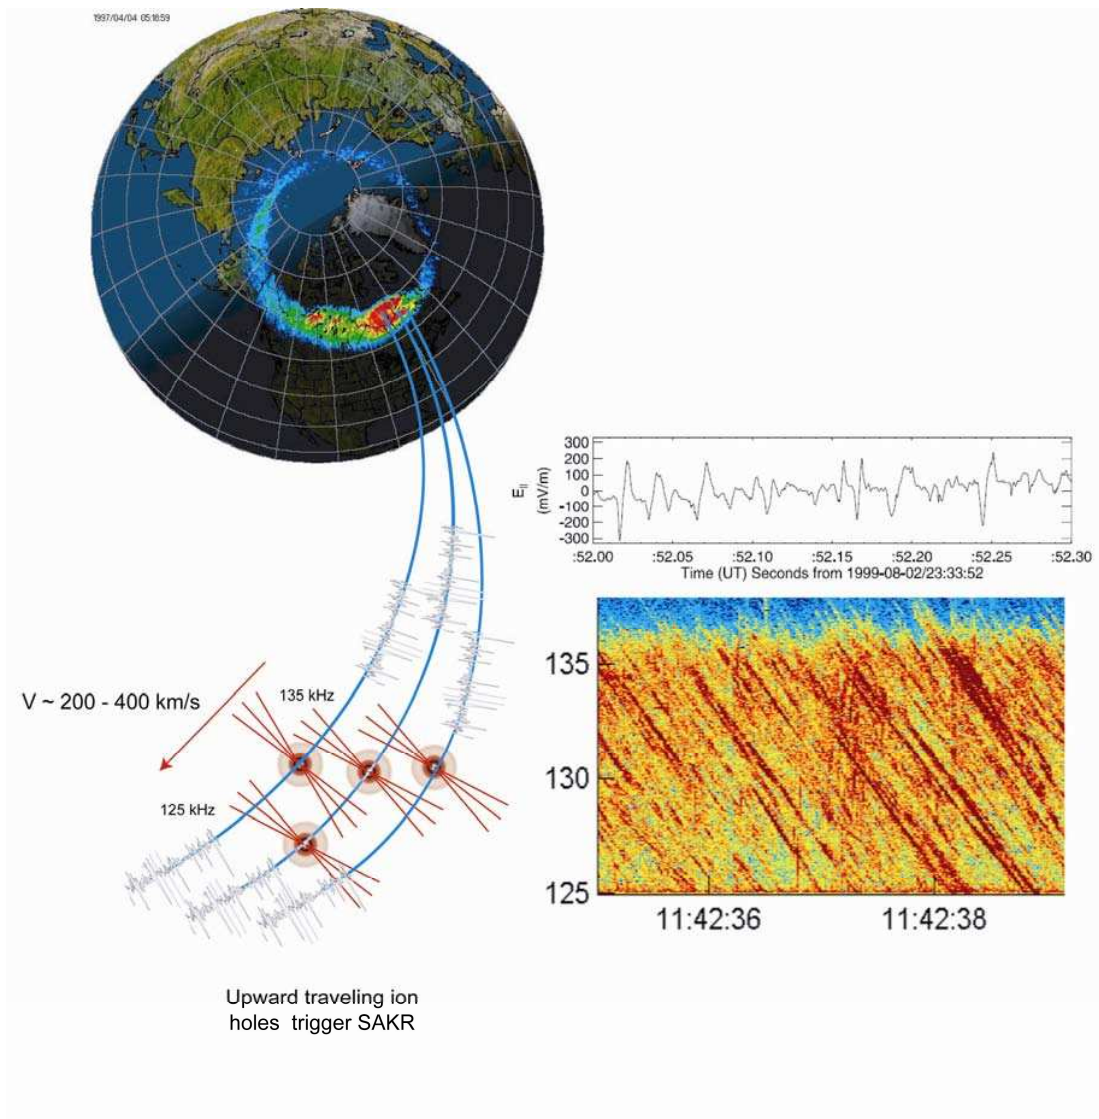 1997/04/04 05:16:59
300
200
100
0
-100
-200
-300
E||
(mV/m)
:52.00 :52.05 :52.10 :52.15 :52.20 :52.25 :52.30
Time (UT) Seconds from 1999-08-02/23:33:52
135
130
125
11:42:36 11:42:38
V ~ 200 - 400 km/s
135 kHz
125 kHz
Upward traveling ion
holes trigger SAKR